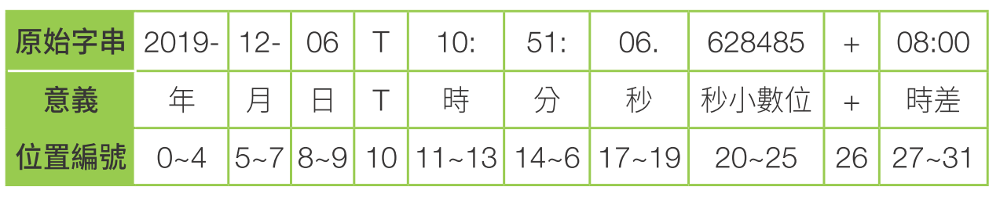 原始字串 2019- 12- 06 T 10: 51: 06. 628485 + 08:00
意義 年 月 日 T 時 分 秒 秒小數位 + 時差
位置編號 0~4 5~7 8~9 10 11~13 14~6 17~19 20~25 26 27~31